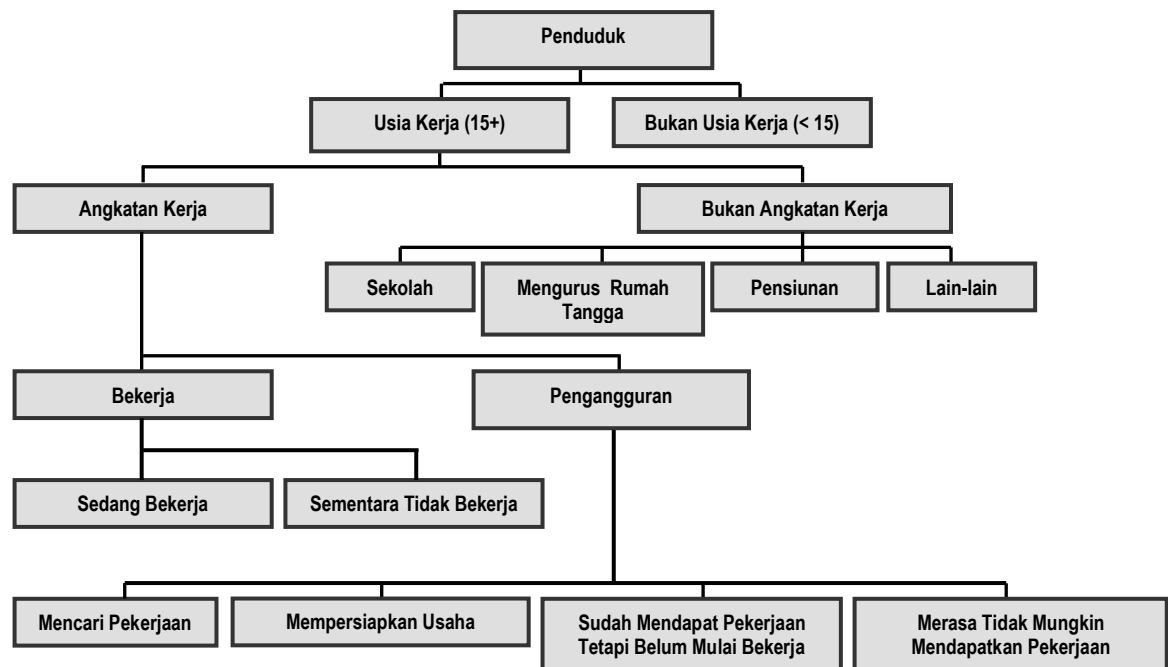 Penduduk
Usia Kerja (15+)
Bukan Usia Kerja (< 15)
Angkatan Kerja
Bukan Angkatan Kerja
Sekolah
Mengurus Rumah
Tangga
Pensiunan
Lain-lain
Bekerja
Pengangguran
Sedang Bekerja
Sementara Tidak Bekerja
Mencari Pekerjaan
Mempersiapkan Usaha
Sudah Mendapat Pekerjaan
Tetapi Belum Mulai Bekerja
Merasa Tidak Mungkin
Mendapatkan Pekerjaan